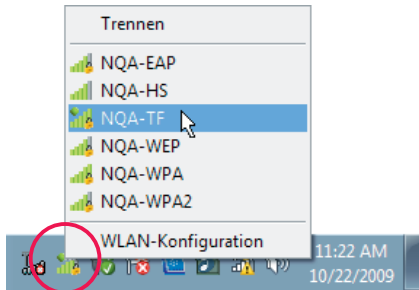 Trennen
NQA-EAP
NQA-HS
NQA-TF
NQA-WEP
NQA-WPA
NQA-WPA2
WLAN-Konfiguration
11:22 AM
10/22/2009